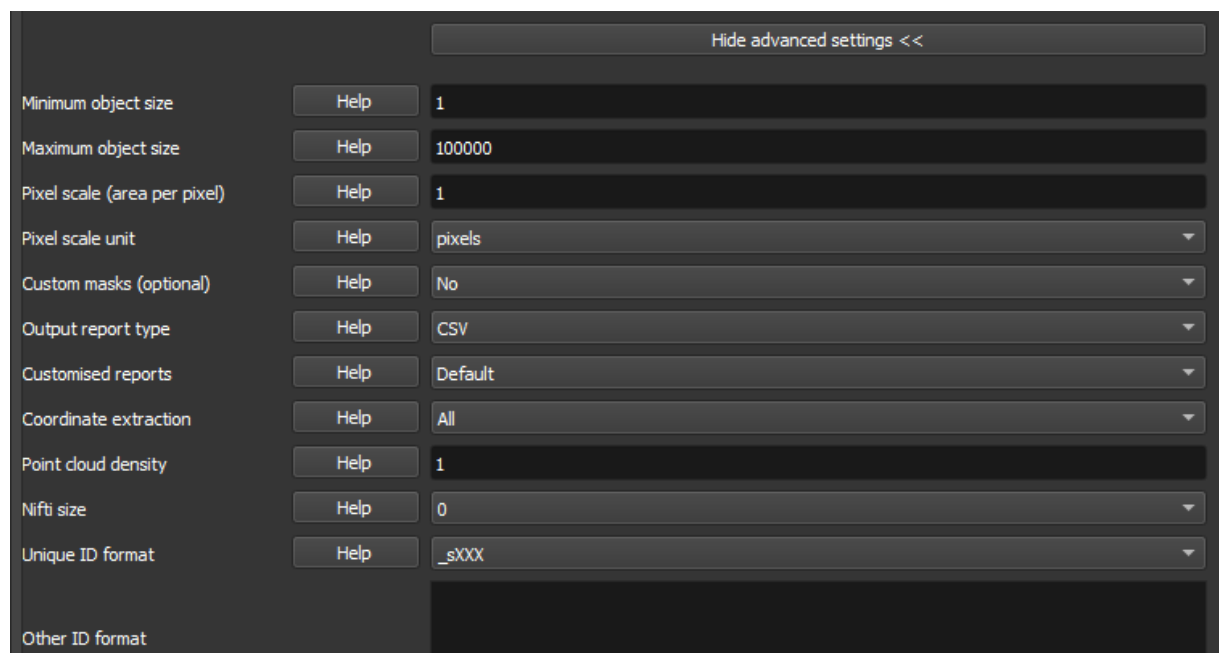 Hide advanced settings <<
Minimum object size Help 1
Maximum object size Help 100000
Pixel scale (area per pixel) Help 1
Pixel scale unit Help pixels
Custom masks (optional) Help No
Output report type Help CSV
Customised reports Help Default
Coordinate extraction Help All
Point cloud density Help 1
Nifti size Help 0
Unique ID format Help _sXXX
Other ID format